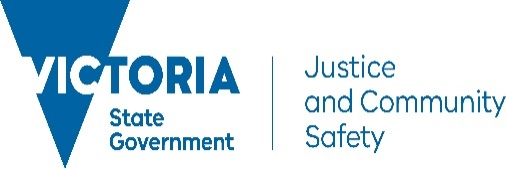 VICTORIA
State
Government
Justice
and Community
Safety